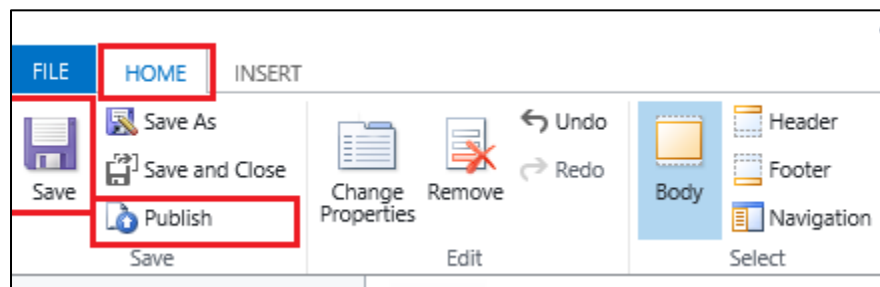 FILE HOME INSERT
Save
Save As
Save and Close
Publish
Save
Change
Properties
Remove
Undo
Redo
Edit
Body
Header
Footer
Navigation
Select